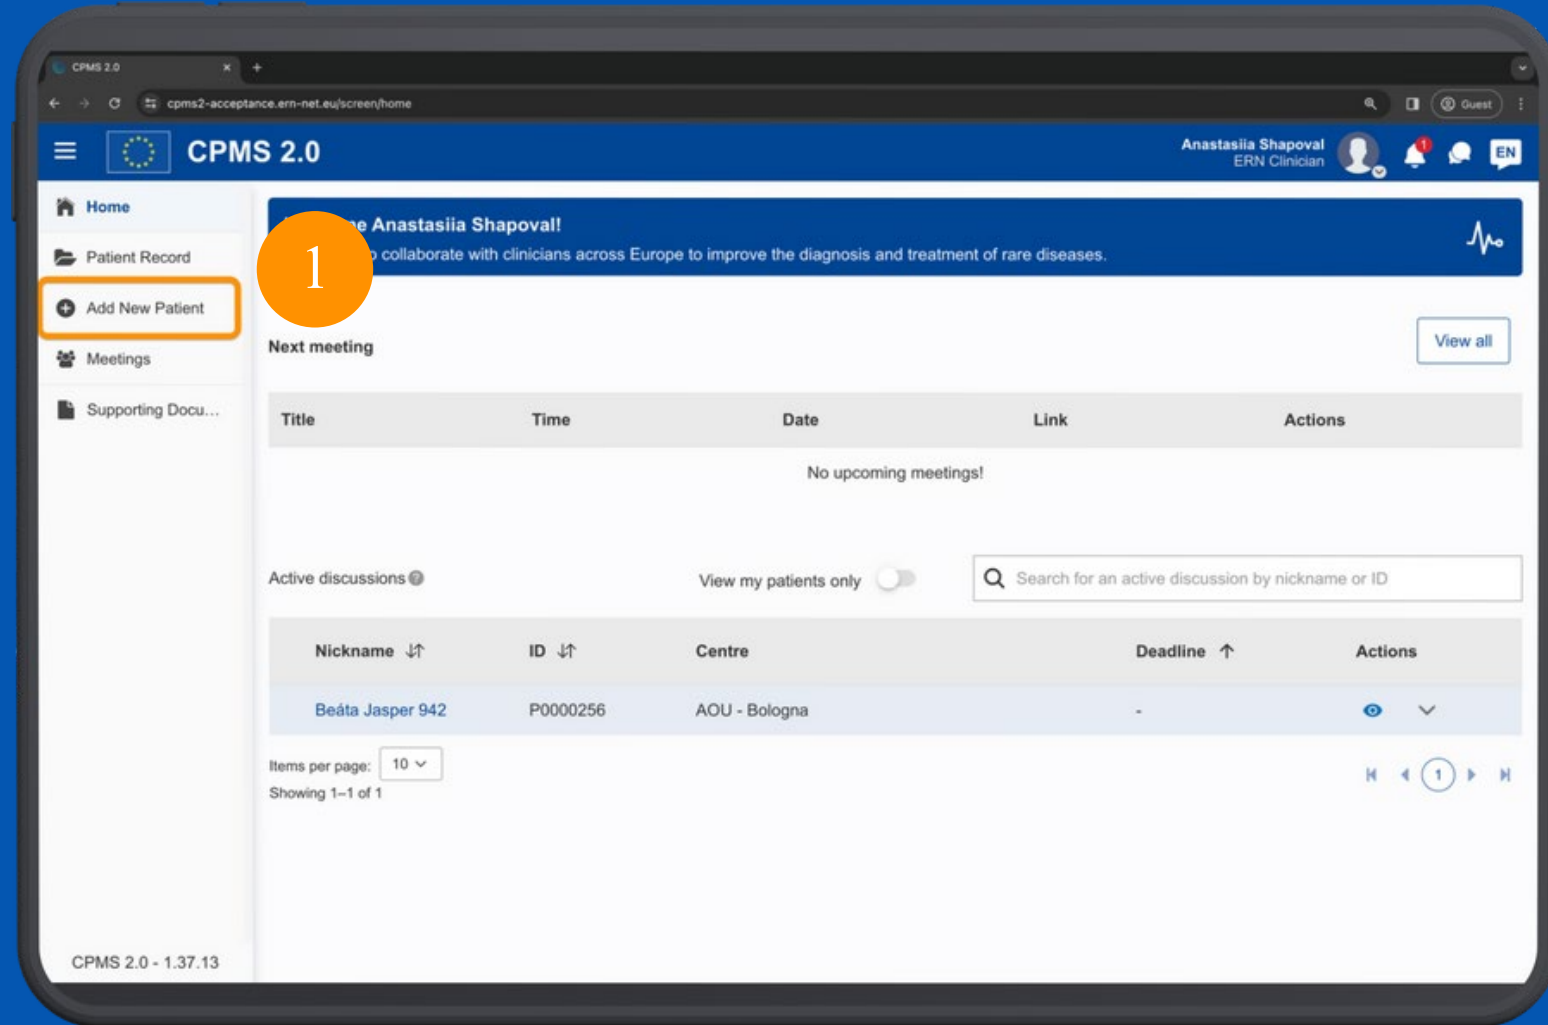 CPMS 2.0
cpms2-acceptance.ern-net.eu/screen/home
Guest
CPMS 2.0
Anastasiia Shapoval
ERN Clinician
1
EN
Home
Patient Record
Add New Patient
Meetings
Supporting Docu...
1
Anastasiia Shapoval!
collaborate with clinicians across Europe to improve the diagnosis and treatment of rare diseases.
Next meeting
View all
Title Time Date Link Actions
No upcoming meetings!
Active discussions
View my patients only
Search for an active discussion by nickname or ID
Nickname ID Centre Deadline Actions
Beáta Jasper 942 P0000256 AOU - Bologna -
Items per page: 10
Showing 1–1 of 1
1
CPMS 2.0 - 1.37.13